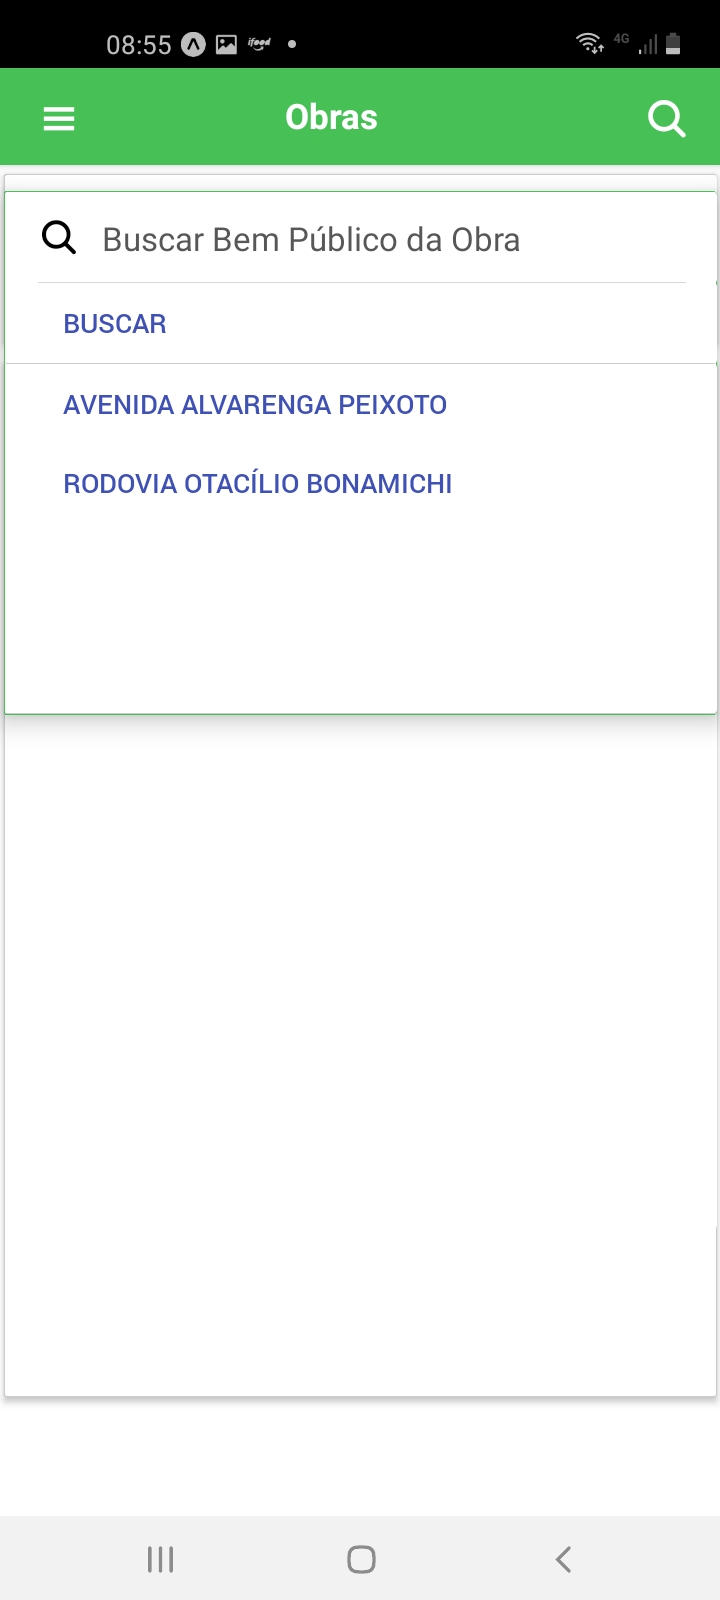 08:55 ifood 4G
Obras
Buscar Bem Público da Obra
BUSCAR
AVENIDA ALVARENGA PEIXOTO
RODOVIA OTACÍLIO BONAMICHI